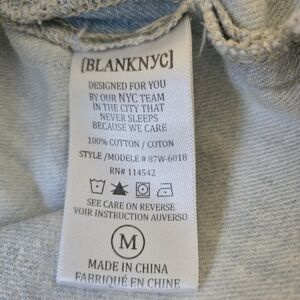 [BLANKNYC]
DESIGNED FOR YOU
BY OUR NYC TEAM
IN THE CITY THAT
NEVER SLEEPS
BECAUSE WE CARE
100% COTTON / COTON
STYLE /MODELE # 87W-6018
RN# 114542
SEE CARE ON REVERSE
VOIR INSTRUCTION AUVERSO
M
MADE IN CHINA
FABRIQUÉ EN CHINE